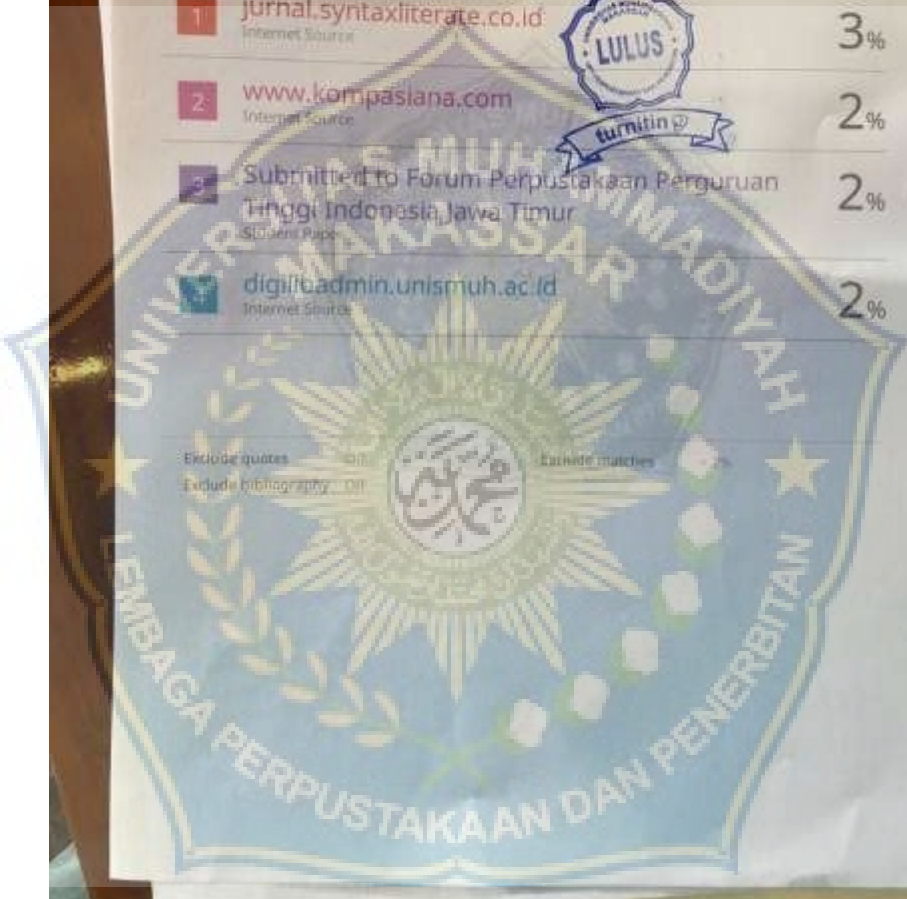 1 jurnal.syntaxliterate.co.id 3%
Internet Source
LULUS
turnitin
2 www.kompasiana.com 2%
Internet Source
3 Submitted to Forum Perpustakaan Perguruan
Tinggi Indonesia Jawa Timur 2%
Student Paper
digilibadmin.unismuh.ac.id 2%
Internet Source
Exclude quotes Off
Exclude matches
Exclude bibliography Off
UNIVERSITAS MUHAMMADIYAH
MAKASSAR
محمد
LEMBAGA PERPUSTAKAAN DAN PENERBITAN